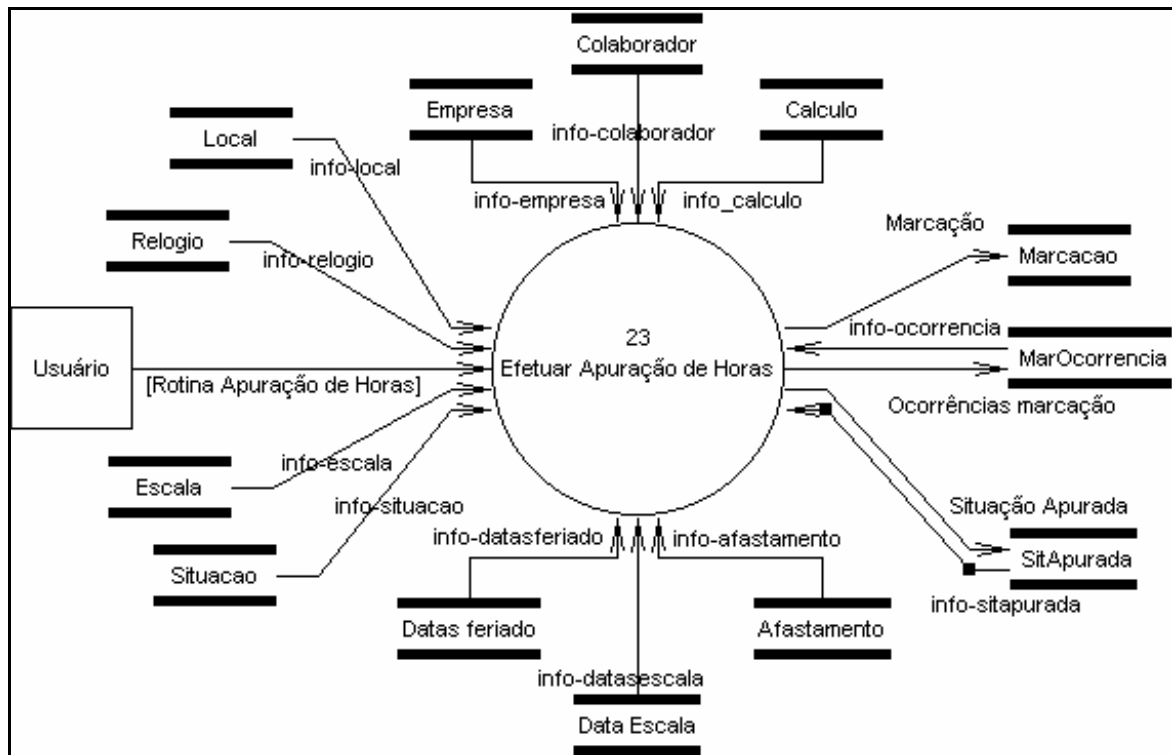 Colaborador
Empresa
Calculo
Local
info-colaborador
info-local
info-empresa
info_calculo
Relogio
info-relogio
Marcação
Marcacao
info-ocorrencia
23
Usuário
Efetuar Apuração de Horas
MarOcorrencia
[Rotina Apuração de Horas]
Ocorrências marcação
info-escala
Escala
info-situacao
Situação Apurada
info-datasferiado
info-afastamento
SitApurada
Situacao
info-sitapurada
Datas feriado
Afastamento
info-datasescala
Data Escala